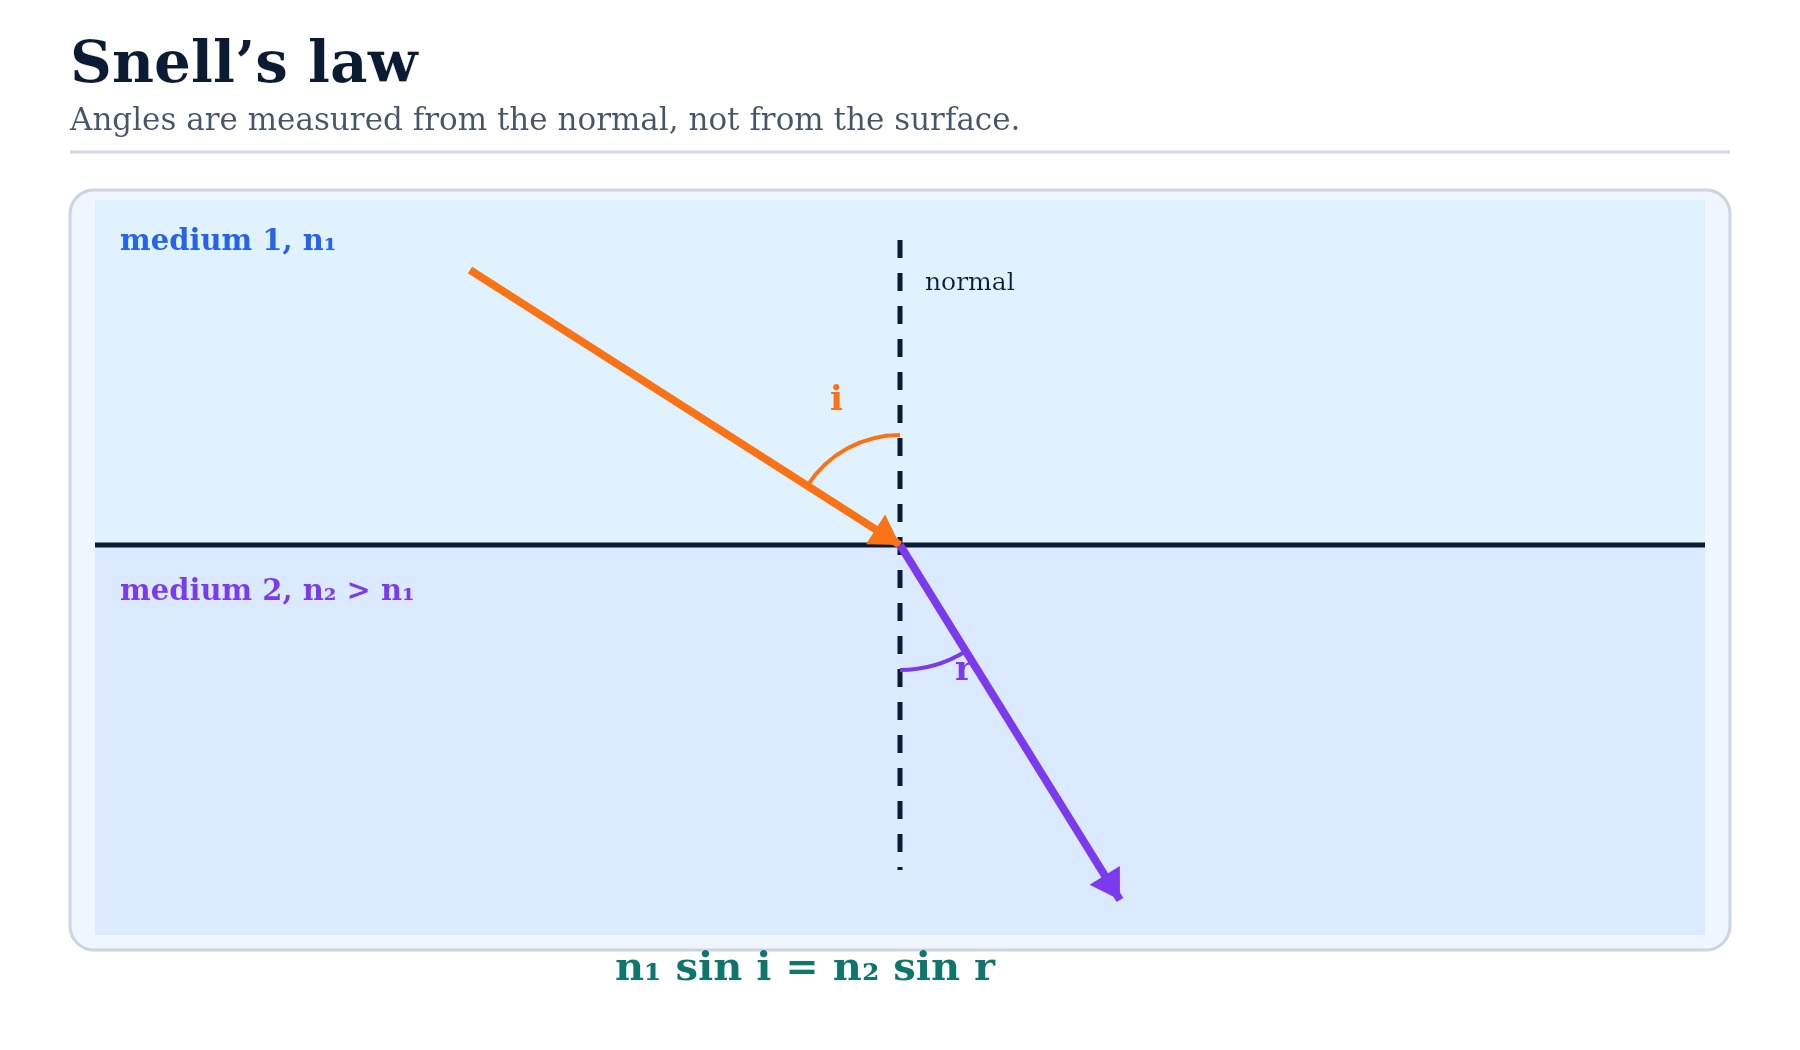 Snell’s law
Angles are measured from the normal, not from the surface.
medium 1, n₁
normal
i
medium 2, n₂ > n₁
r
n₁ sin i = n₂ sin r